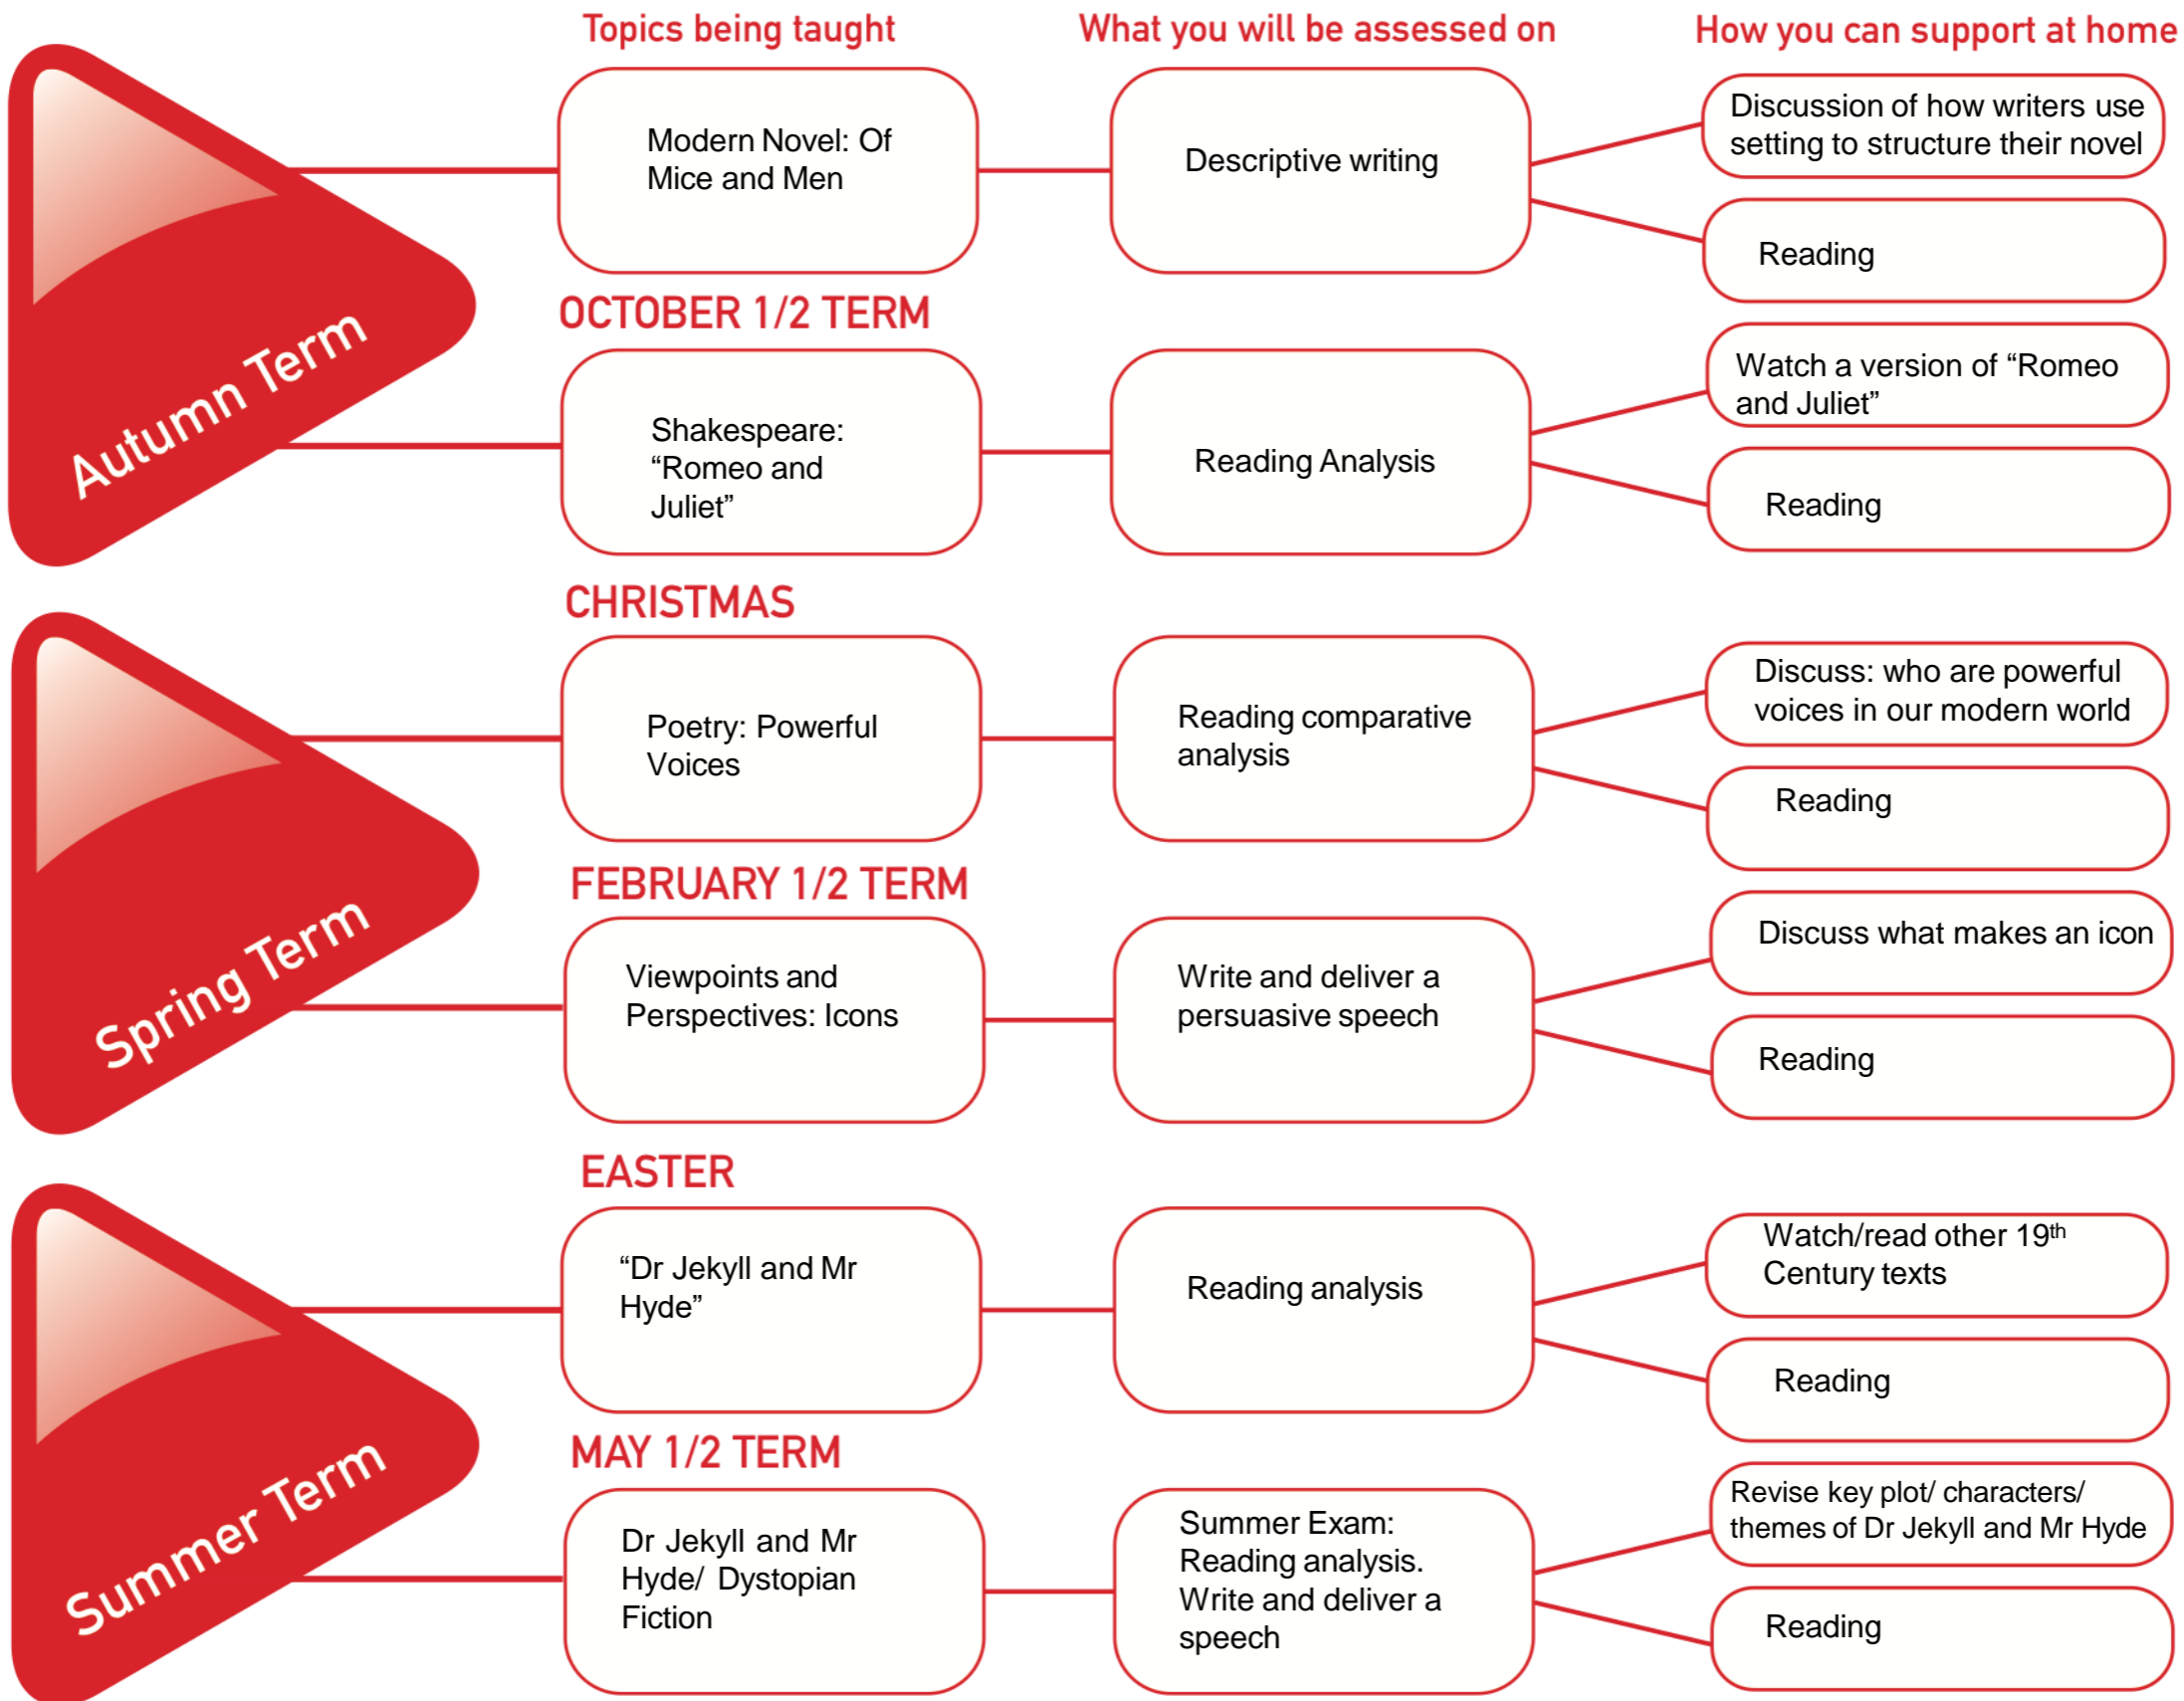 Topics being taught
What you will be assessed on
How you can support at home
Autumn Term
Modern Novel: Of
Mice and Men
Descriptive writing
Discussion of how writers use
setting to structure their novel
Reading
OCTOBER 1/2 TERM
Shakespeare:
“Romeo and
Juliet”
Reading Analysis
Watch a version of “Romeo
and Juliet”
Reading
CHRISTMAS
Spring Term
Poetry: Powerful
Voices
Reading comparative
analysis
Discuss: who are powerful
voices in our modern world
Reading
FEBRUARY 1/2 TERM
Viewpoints and
Perspectives: Icons
Write and deliver a
persuasive speech
Discuss what makes an icon
Reading
EASTER
Summer Term
“Dr Jekyll and Mr
Hyde”
Reading analysis
Watch/read other 19th
Century texts
Reading
MAY 1/2 TERM
Dr Jekyll and Mr
Hyde/ Dystopian
Fiction
Summer Exam:
Reading analysis.
Write and deliver a
speech
Revise key plot/ characters/
themes of Dr Jekyll and Mr Hyde
Reading